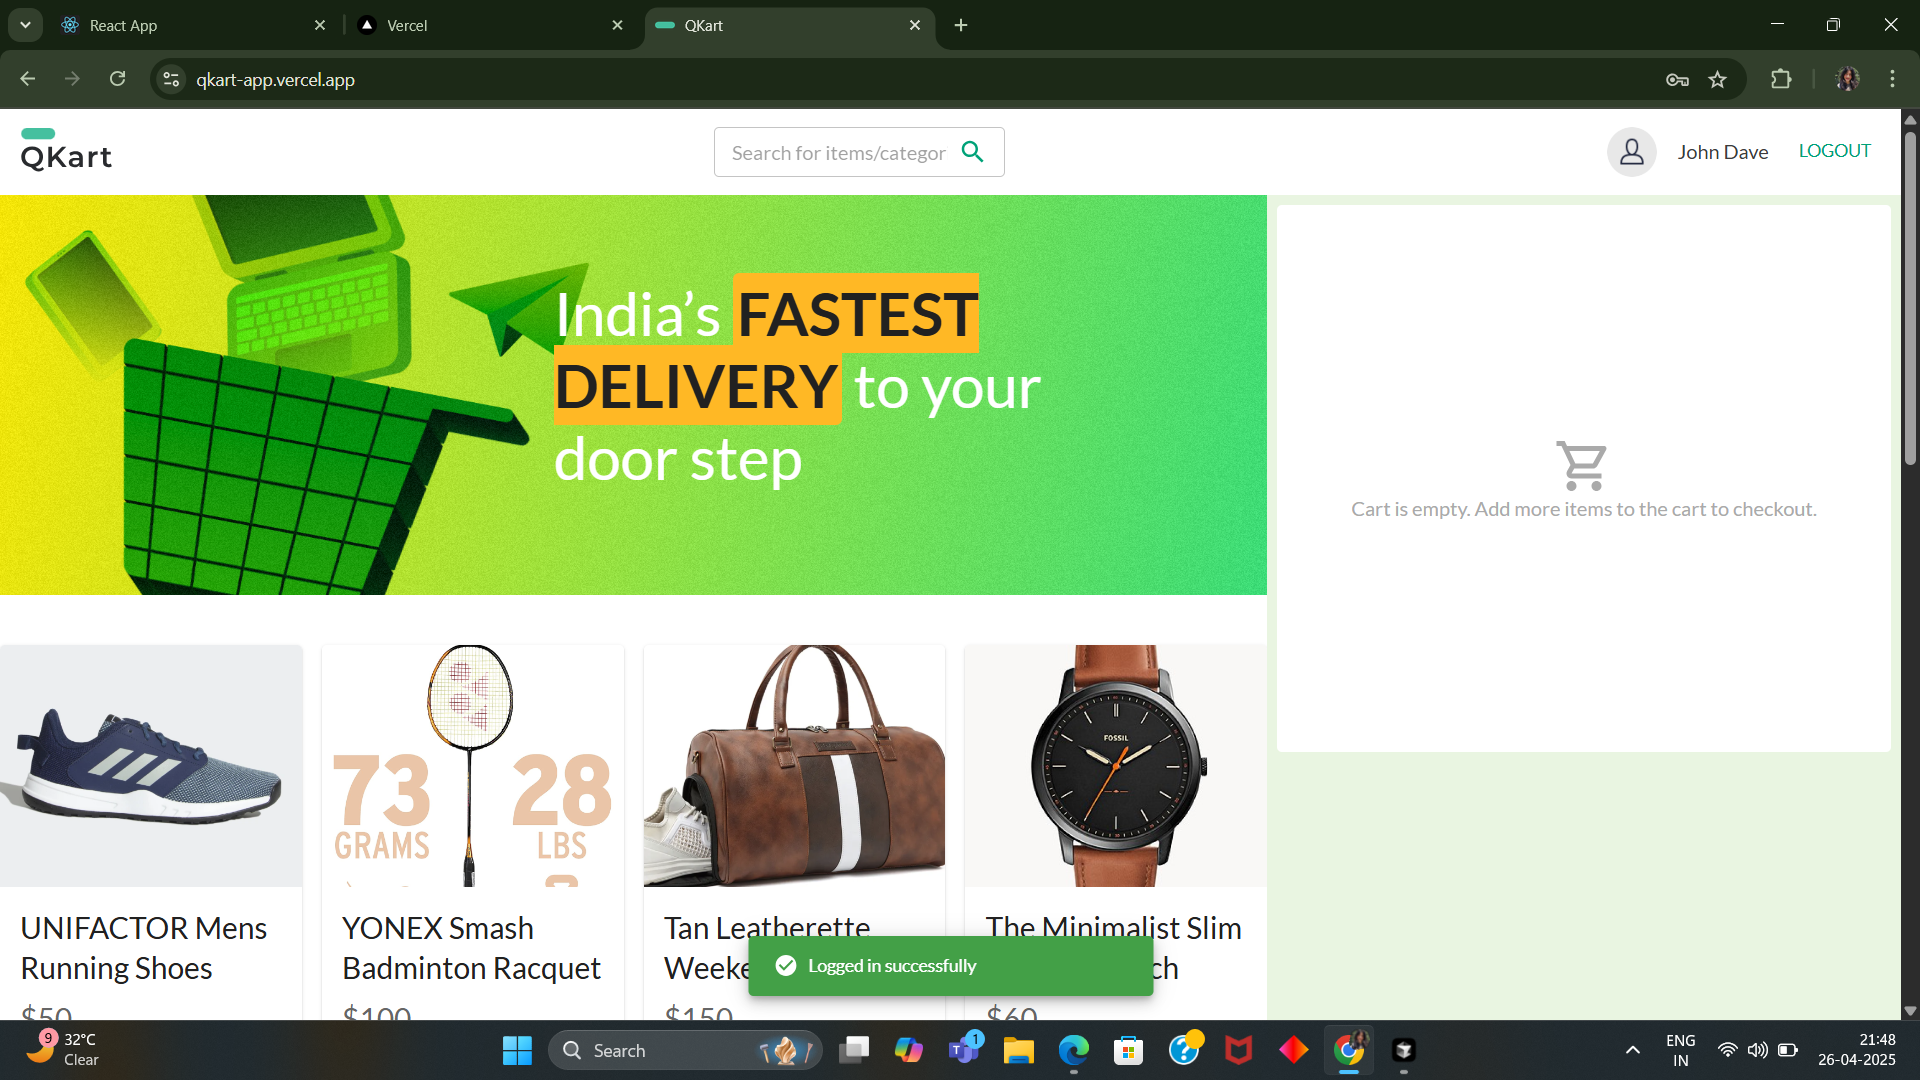 React App
Vercel
QKart
qkart-app.vercel.app
QKart
Search for items/categor
John Dave
LOGOUT
India's FASTEST
DELIVERY to your
door step
Cart is empty. Add more items to the cart to checkout.
73
GRAMS
28
LBS
FOSSIL
UNIFACTOR Mens
Running Shoes
$50
YONEX Smash
Badminton Racquet
$100
Tan Leatherette
Weeke
$150
The Minimalist Slim
ch
$60
Logged in successfully
9
32°C
Clear
Search
1
ENG
IN
21:48
26-04-2025